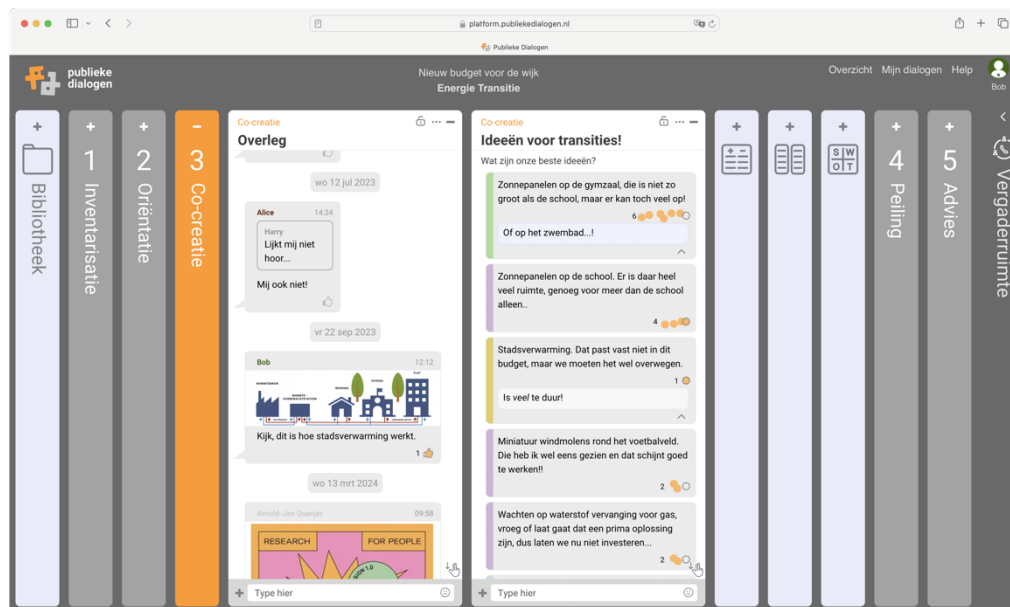 platform.publiekedialogen.nl
Publieke Dialogen
publieke
dialogen
Nieuw budget voor de wijk
Energie Transitie
Overzicht Mijn dialogen Help
Bob
Bibliotheek
1 Inventarisatie
2 Oriëntatie
3 Co-creatie
Co-creatie
Overleg
wo 12 jul 2023
Alice 14:24
Harry
Lijkt mij niet
hoor...
Mij ook niet!
vr 22 sep 2023
Bob 12:12
WONING
SCHOOL
FLAT
Kijk, dit is hoe stadsverwarming werkt.
1
wo 13 mrt 2024
Arnold-Jan Quanjer 09:58
RESEARCH FOR PEOPLE
SIGN 1.0
Type hier
Co-creatie
Ideeën voor transities!
Wat zijn onze beste ideeën?
Zonnepanelen op de gymzaal, die is niet zo
groot als de school, maar er kan toch veel op!
6
Of op het zwembad...!
Zonnepanelen op de school. Er is daar heel
veel ruimte, genoeg voor meer dan de school
alleen..
4
Stadsverwarming. Dat past vast niet in dit
budget, maar we moeten het wel overwegen.
1
Is veel te duur!
Miniatuur windmolens rond het voetbalveld.
Die heb ik wel eens gezien en dat schijnt goed
te werken!!
2
Wachten op waterstof vervanging voor gas,
vroeg of laat gaat dat een prima oplossing
zijn, dus laten we nu niet investeren...
2
Type hier
S W
O T
4 Peiling
5 Advies
Vergaderruimte